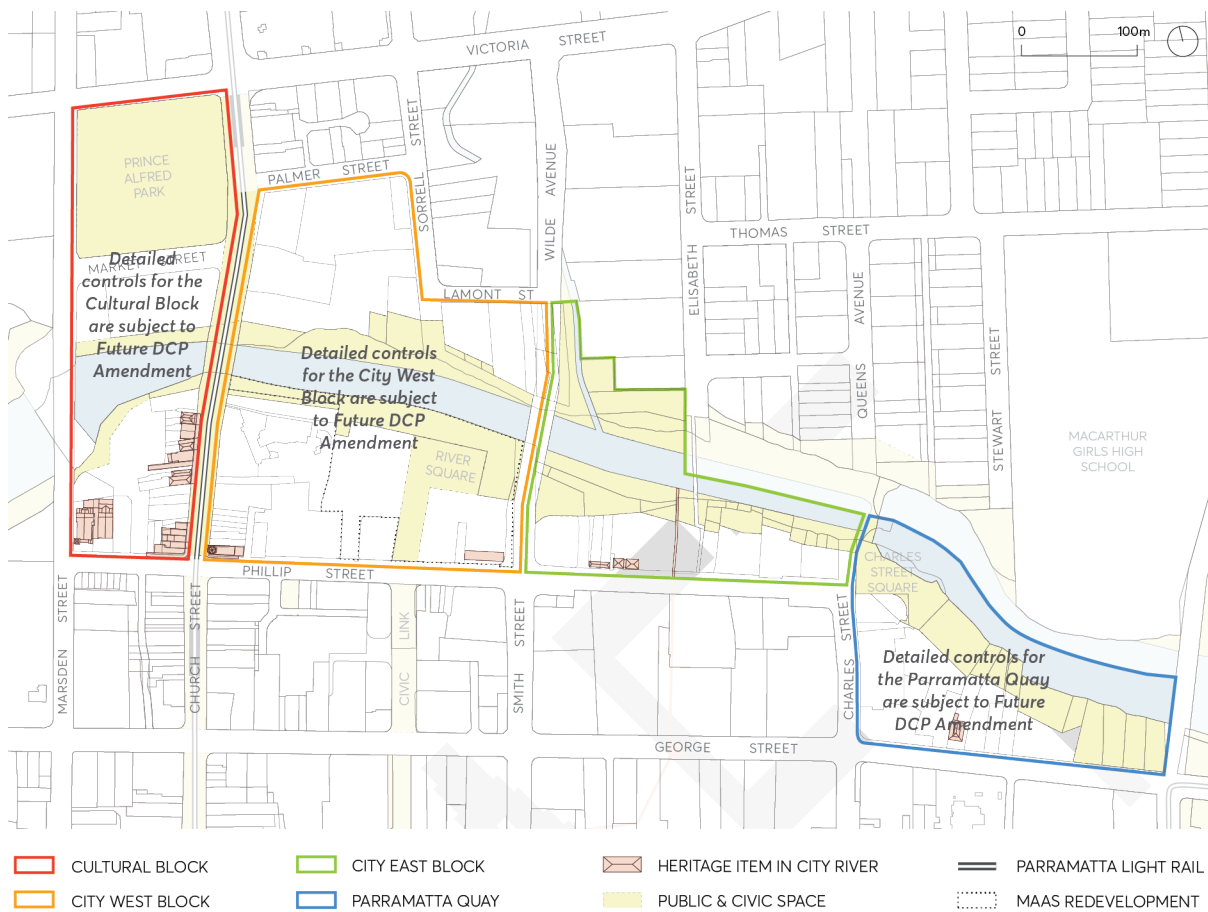 VICTORIA STREET
0 100m
PRINCE
ALFRED
PARK
PALMER STREET
SORRELL STREET
WILDE AVENUE
ELISABETH STREET
THOMAS STREET
MARKET STREET
Detailed
controls for the
Cultural Block
are subject to
Future DCP
Amendment
LAMONT ST
QUEENS AVENUE
STEWART STREET
Detailed controls
for the City West
Block are subject
to Future DCP
Amendment
RIVER
SQUARE
MACARTHUR
GIRLS HIGH
SCHOOL
CHARLES
STREET
SQUARE
PHILLIP STREET
MARSDEN STREET
CHURCH STREET
CIVIC LINK
SMITH STREET
CHARLES STREET
Detailed controls for
the Parramatta Quay
are subject to Future
DCP Amendment
GEORGE STREET
CULTURAL BLOCK
CITY EAST BLOCK
HERITAGE ITEM IN CITY RIVER
PARRAMATTA LIGHT RAIL
CITY WEST BLOCK
PARRAMATTA QUAY
PUBLIC & CIVIC SPACE
MAAS REDEVELOPMENT